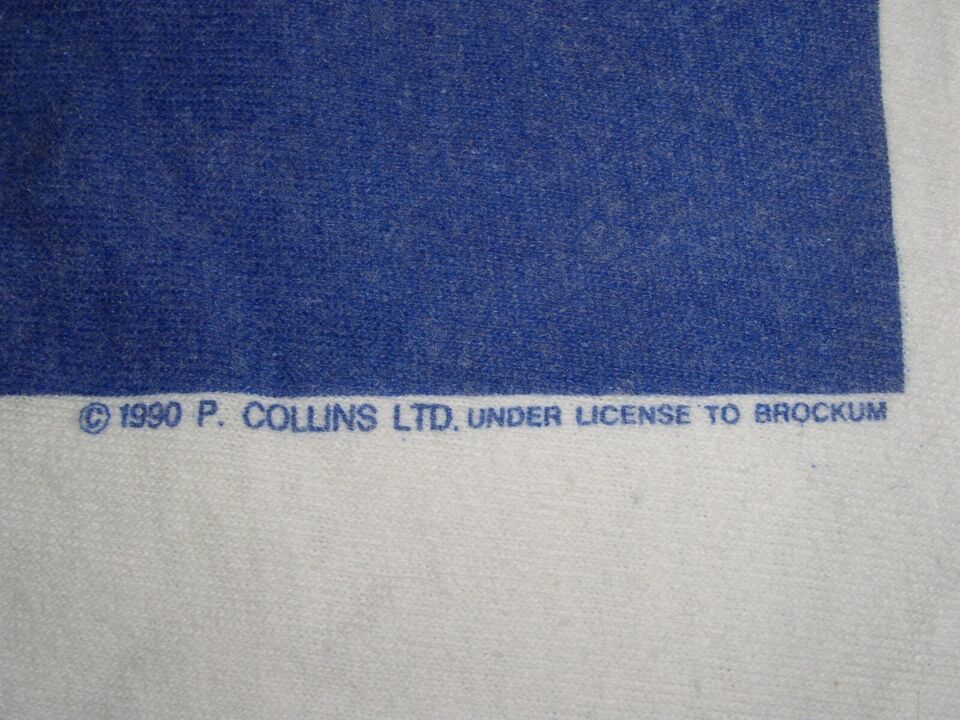 © 1990 P. COLLINS LTD. UNDER LICENSE TO BROCKUM